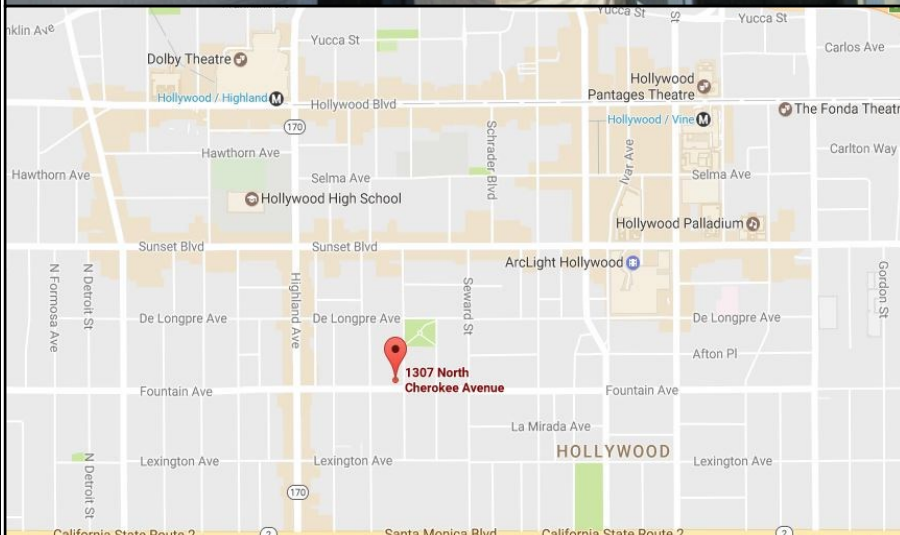 nklin Ave
Yucca St
St
Yucca St
Yucca St
Carlos Ave
Dolby Theatre
Hollywood
Pantages Theatre
Hollywood / Highland
M
Hollywood Blvd
The Fonda Theatr
Hollywood / Vine
M
170
Schrader Blvd
Ivar Ave
Hawthorn Ave
Carlton Way
Hawthorn Ave
Selma Ave
Selma Ave
Hollywood High School
Hollywood Palladium
Sunset Blvd
Sunset Blvd
ArcLight Hollywood
N Formosa Ave
N Detroit St
Highland Ave
Seward St
Gordon St
De Longpre Ave
De Longpre Ave
De Longpre Ave
Afton Pl
1307 North
Cherokee Avenue
Fountain Ave
Fountain Ave
La Mirada Ave
HOLLYWOOD
N Detroit St
Lexington Ave
Lexington Ave
Lexington Ave
170
California State Route 2
2
Santa Monica Blvd
California State Route 2
2